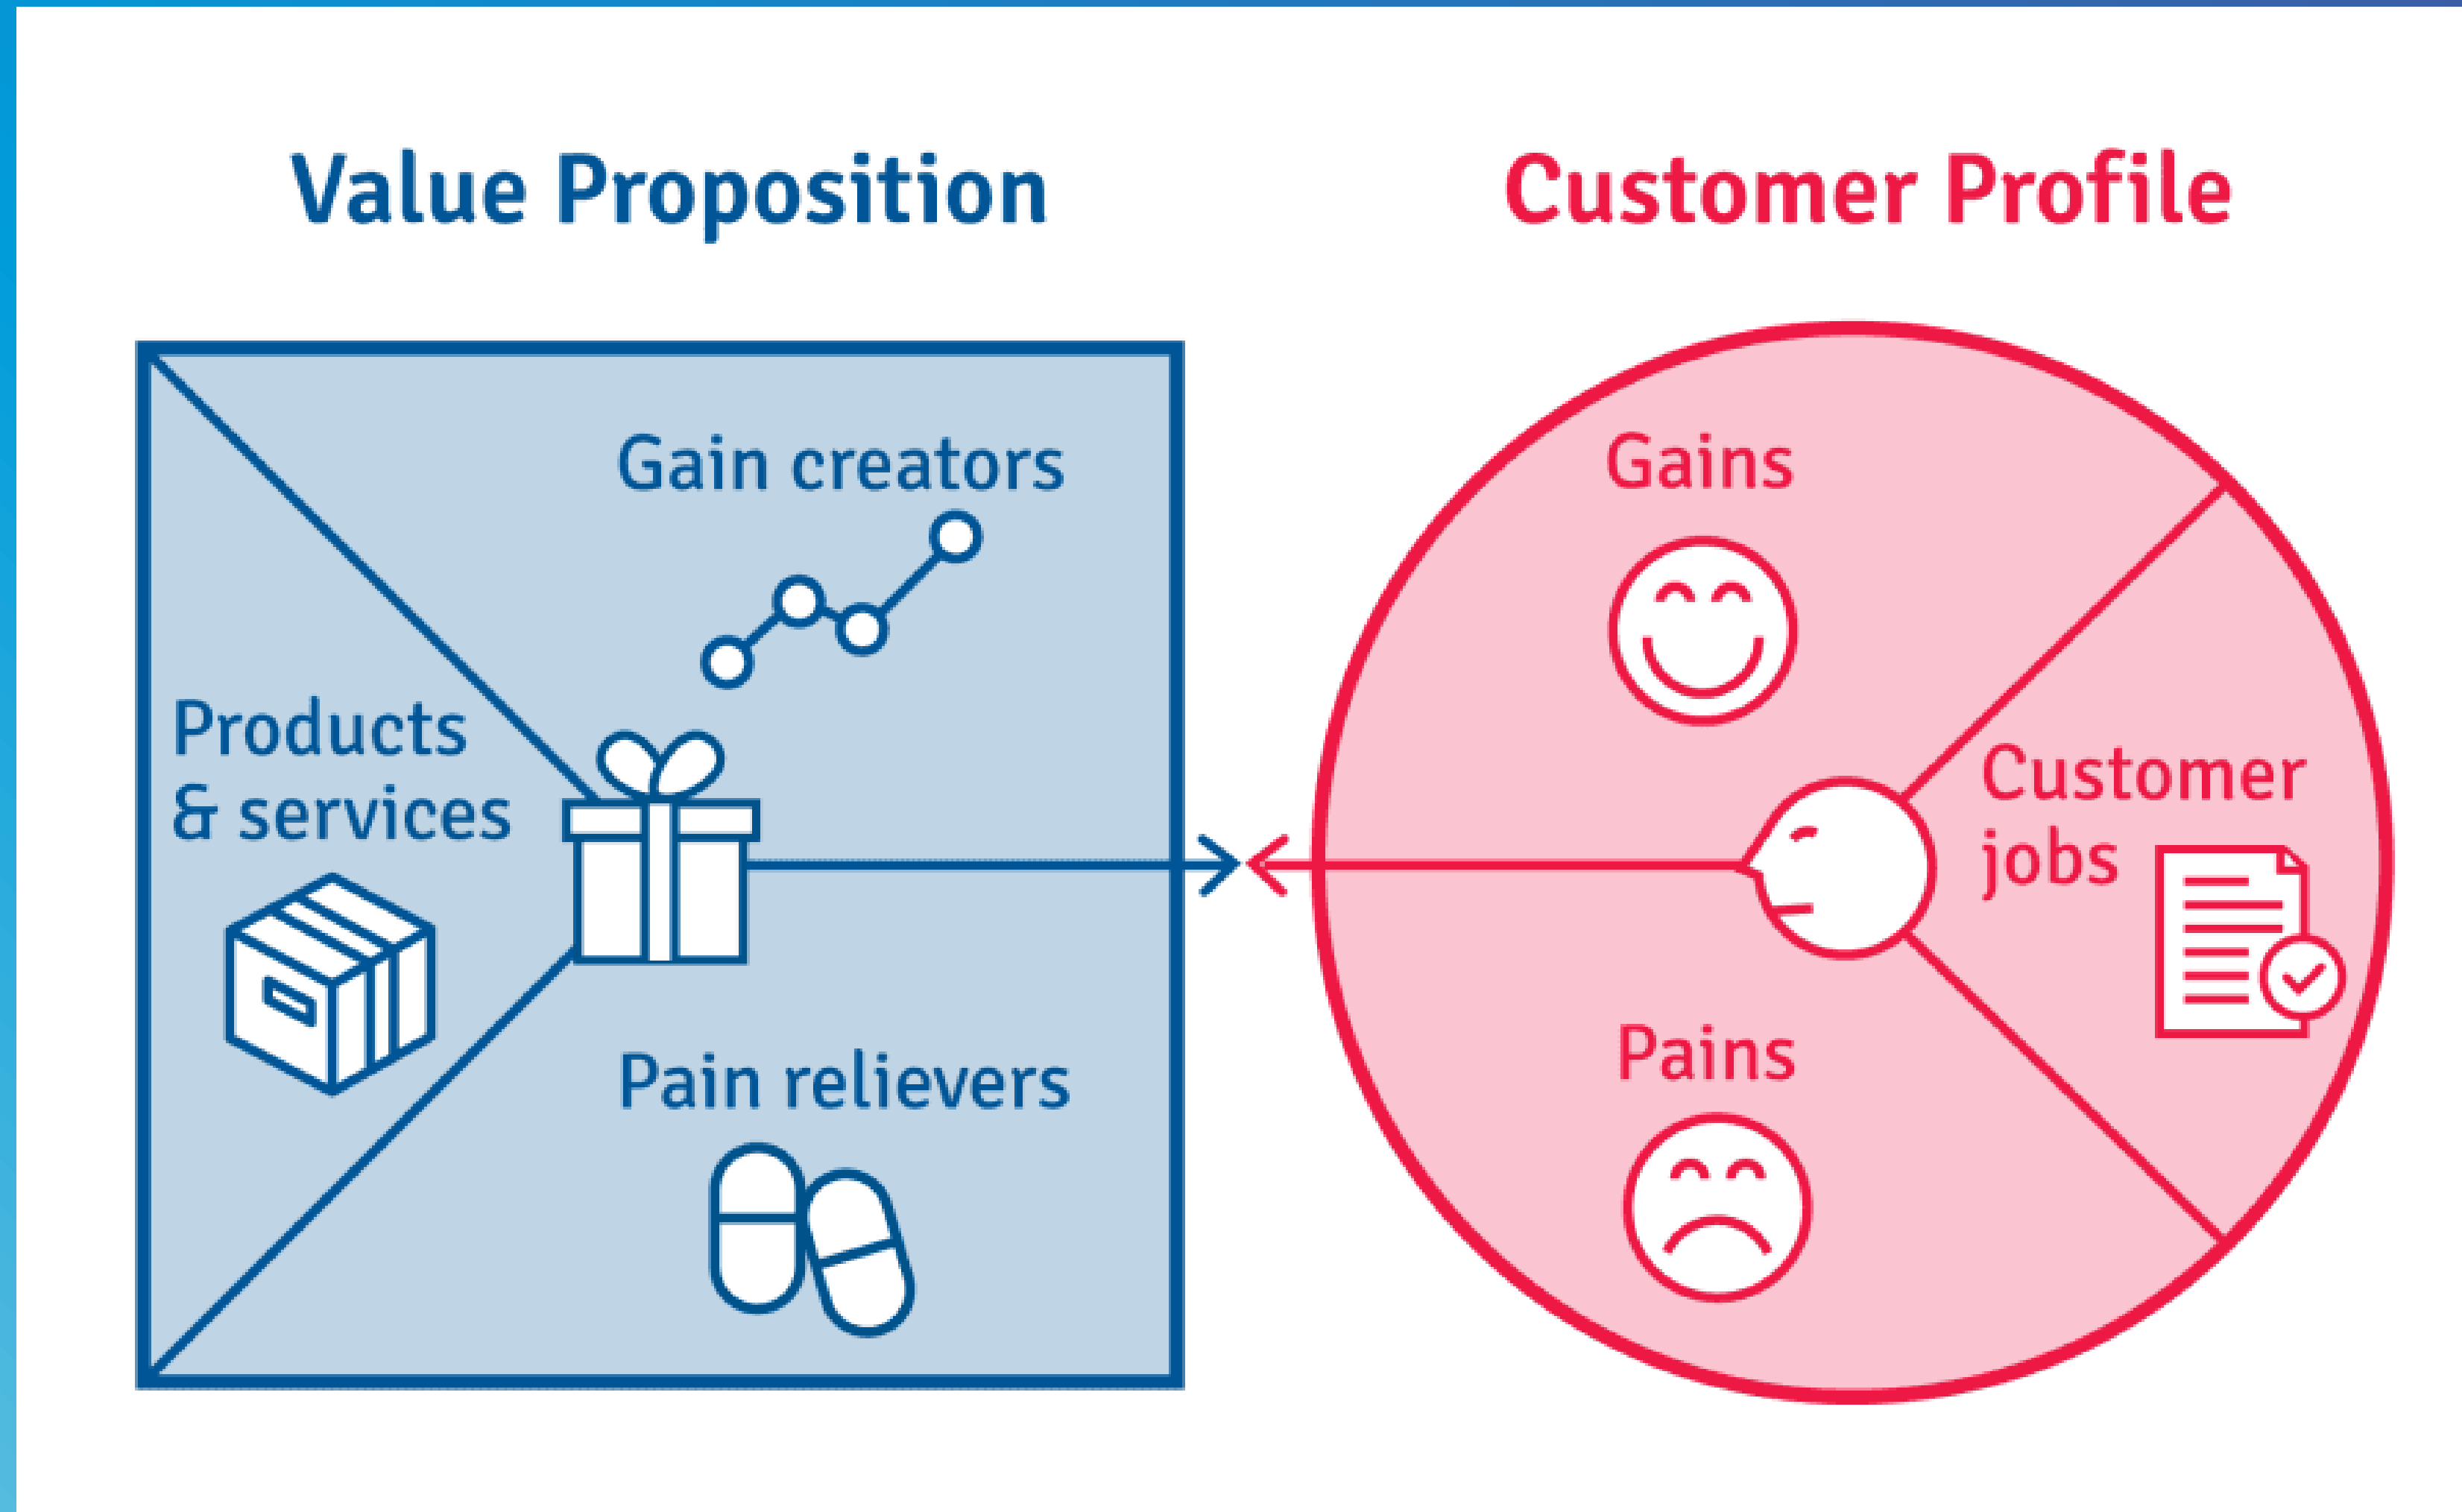 Value Proposition
Customer Profile
Gain creators
Products
& services
Pain relievers
Gains
Customer
jobs
Pains